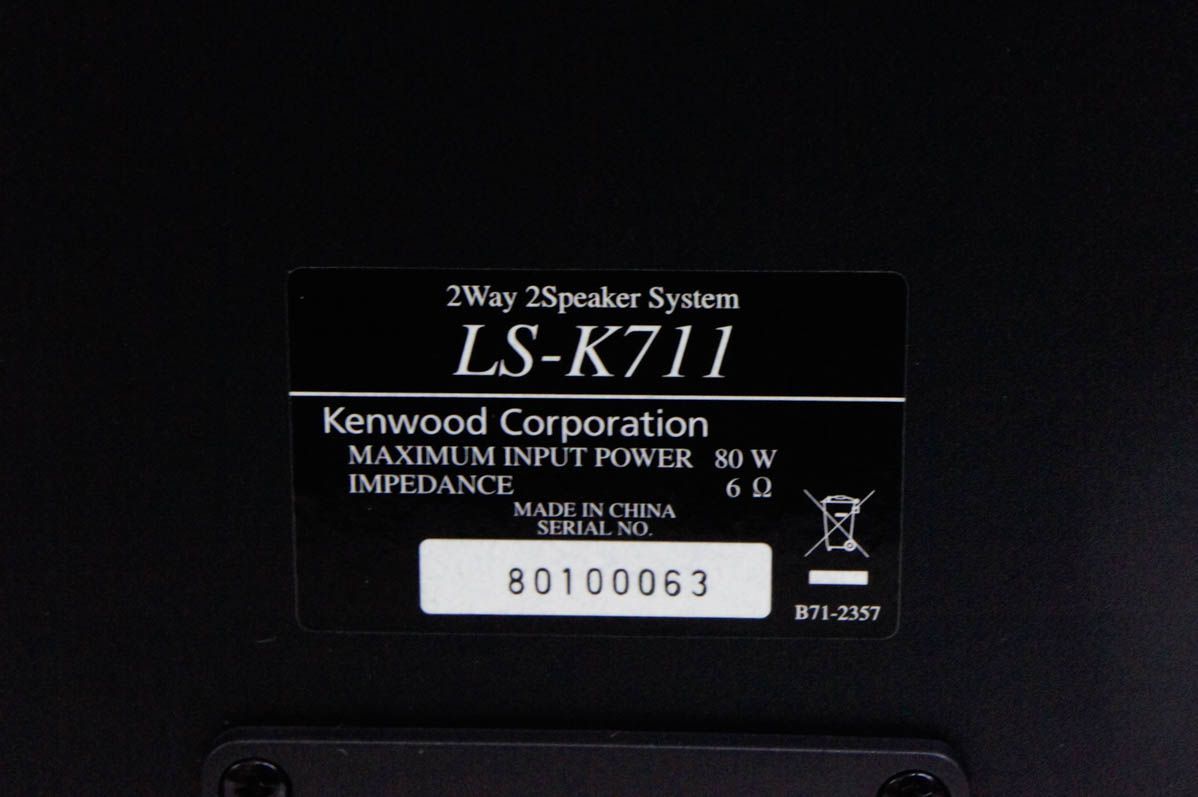 2Way 2Speaker System
LS-K711
Kenwood Corporation
MAXIMUM INPUT POWER 80 W
IMPEDANCE 6 Ω
MADE IN CHINA
SERIAL NO.
80100063
B71-2357